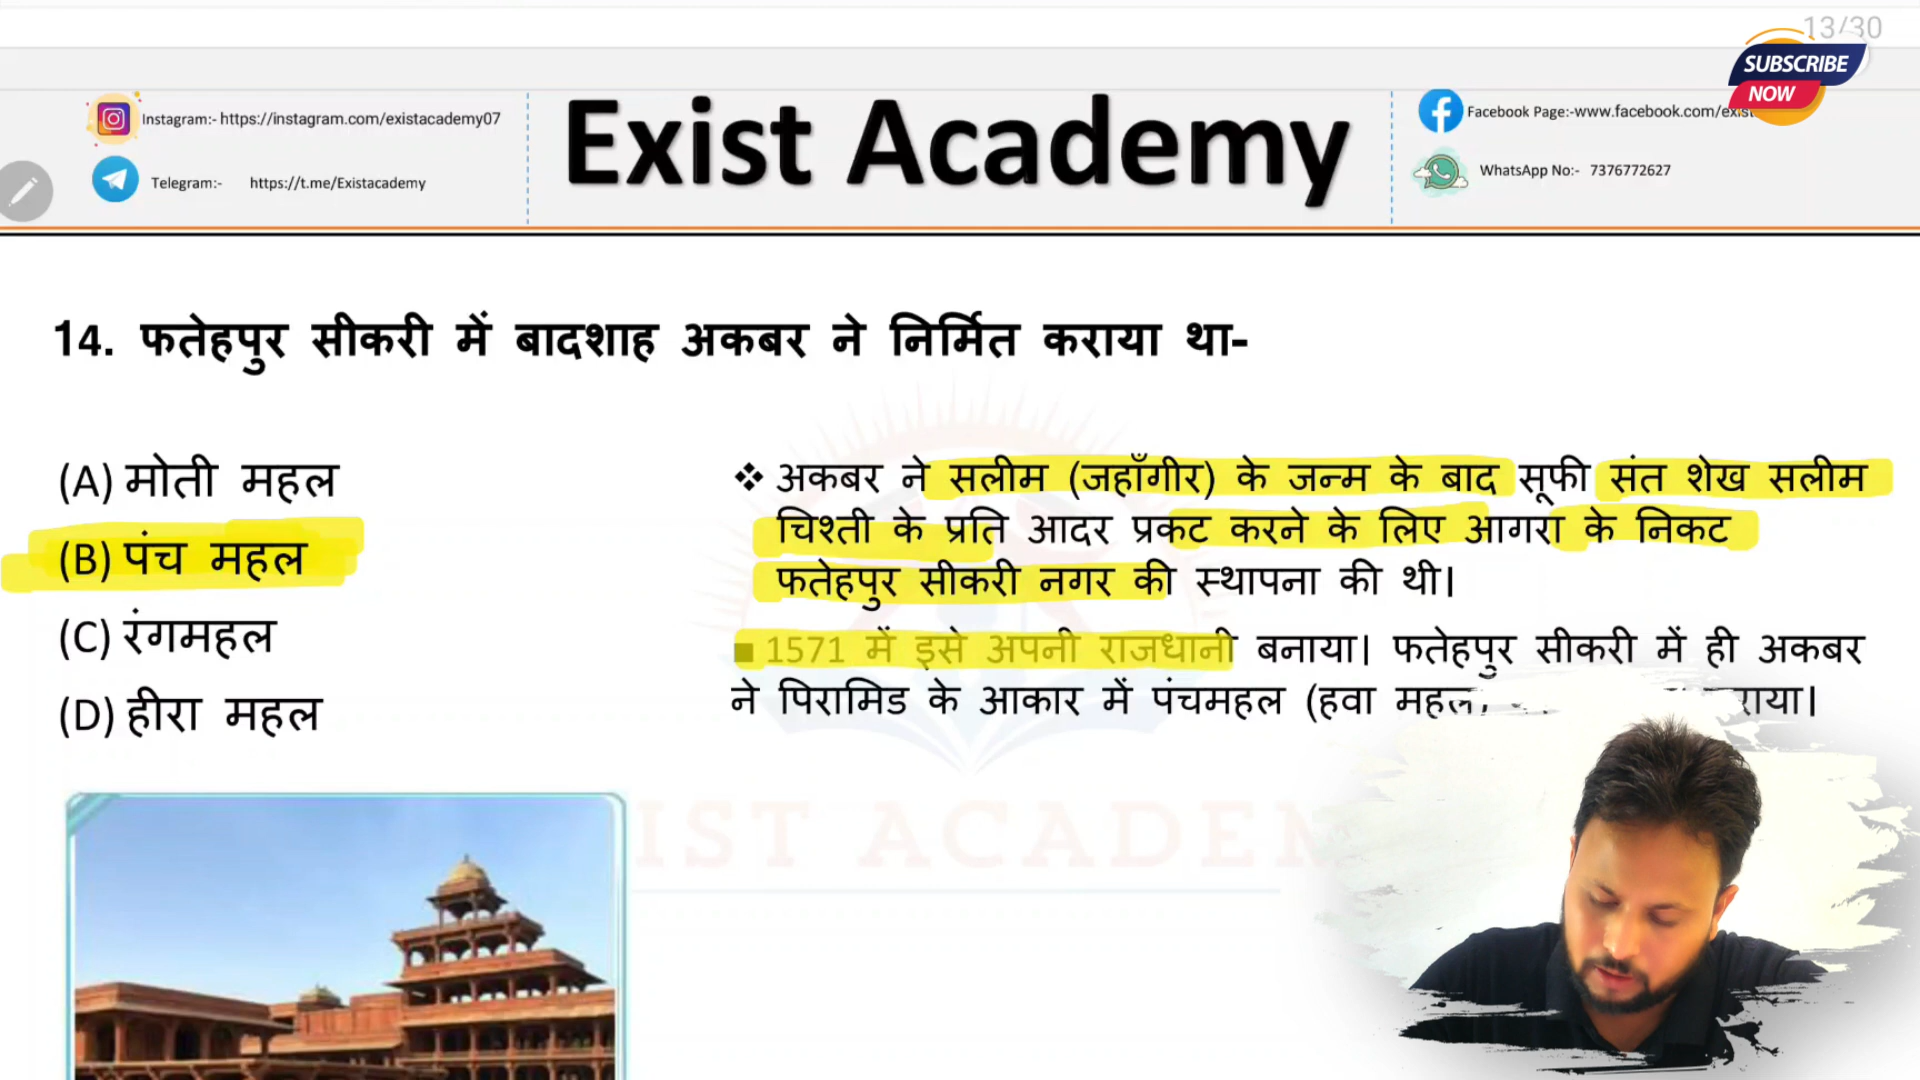 13/30
SUBSCRIBE
NOW
Instagram:- https://instagram.com/existacademy07
Telegram:- https://t.me/Existacademy
Exist Academy
Facebook Page:-www.facebook.com/exist
WhatsApp No:- 7376772627
14. फतेहपुर सीकरी में बादशाह अकबर ने निर्मित कराया था-
(A) मोती महल
(B) पंच महल
(C) रंगमहल
(D) हीरा महल
❖ अकबर ने सलीम (जहाँगीर) के जन्म के बाद सूफी संत शेख सलीम
चिश्ती के प्रति आदर प्रकट करने के लिए आगरा के निकट
फतेहपुर सीकरी नगर की स्थापना की थी।
■ 1571 में इसे अपनी राजधानी बनाया। फतेहपुर सीकरी में ही अकबर
ने पिरामिड के आकार में पंचमहल (हवा महल
IST ACADEM